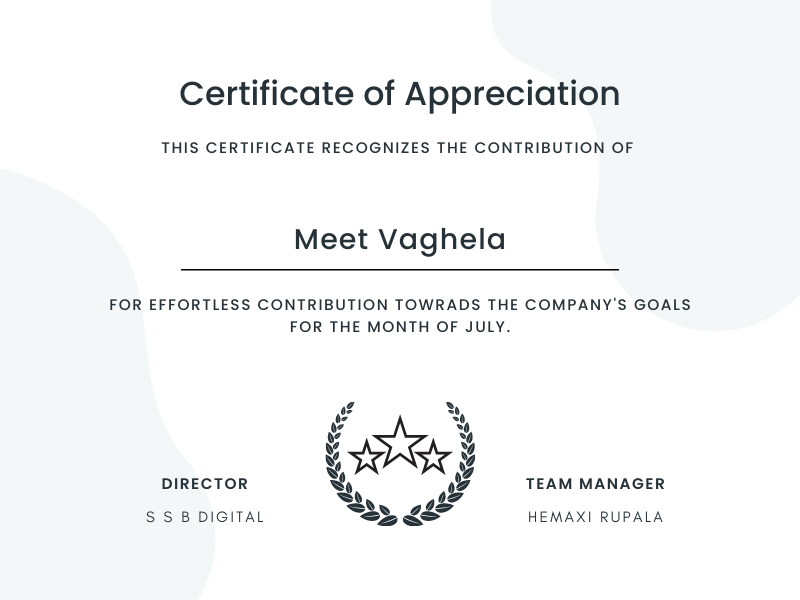 Certificate of Appreciation
THIS CERTIFICATE RECOGNIZES THE CONTRIBUTION OF
Meet Vaghela
FOR EFFORTLESS CONTRIBUTION TOWRADS THE COMPANY'S GOALS
FOR THE MONTH OF JULY.
DIRECTOR
S S B DIGITAL
TEAM MANAGER
HEMAXI RUPALA